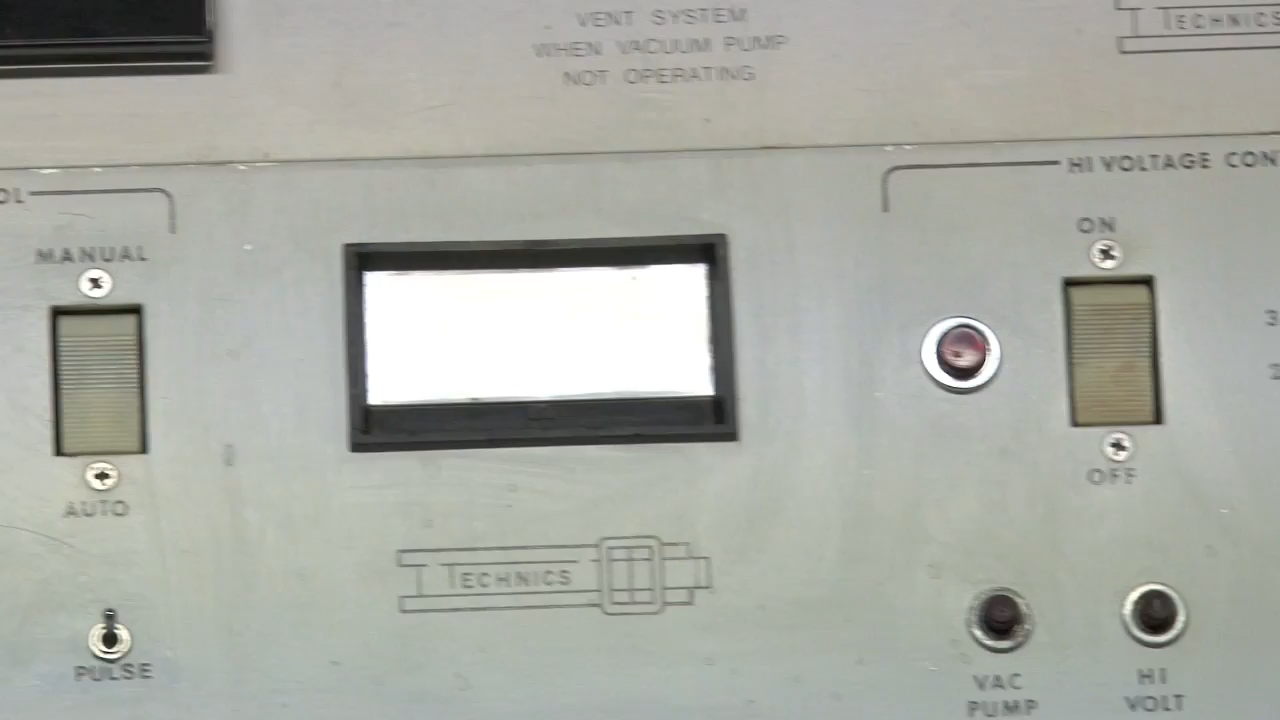 VENT SYSTEM
WHEN VACUUM PUMP
NOT OPERATING
TECHNICS
OL
HI VOLTAGE CON
MANUAL
ON
3
AUTO
OFF
TECHNICS
PULSE
VAC
PUMP
HI
VOLT